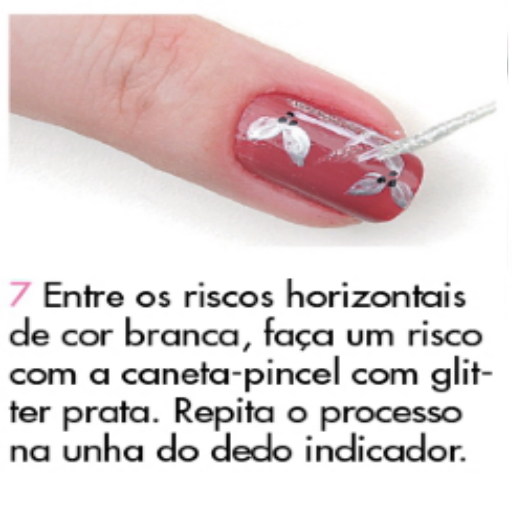 7 Entre os riscos horizontais
de cor branca, faça um risco
com a caneta-pincel com glit-
ter prata. Repita o processo
na unha do dedo indicador.